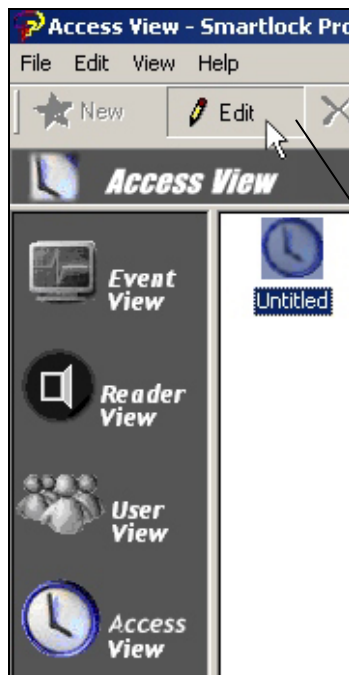 Access View - Smartlock Pro
File Edit View Help
New Edit
Access View
Untitled
Event
View
Reader
View
User
View
Access
View